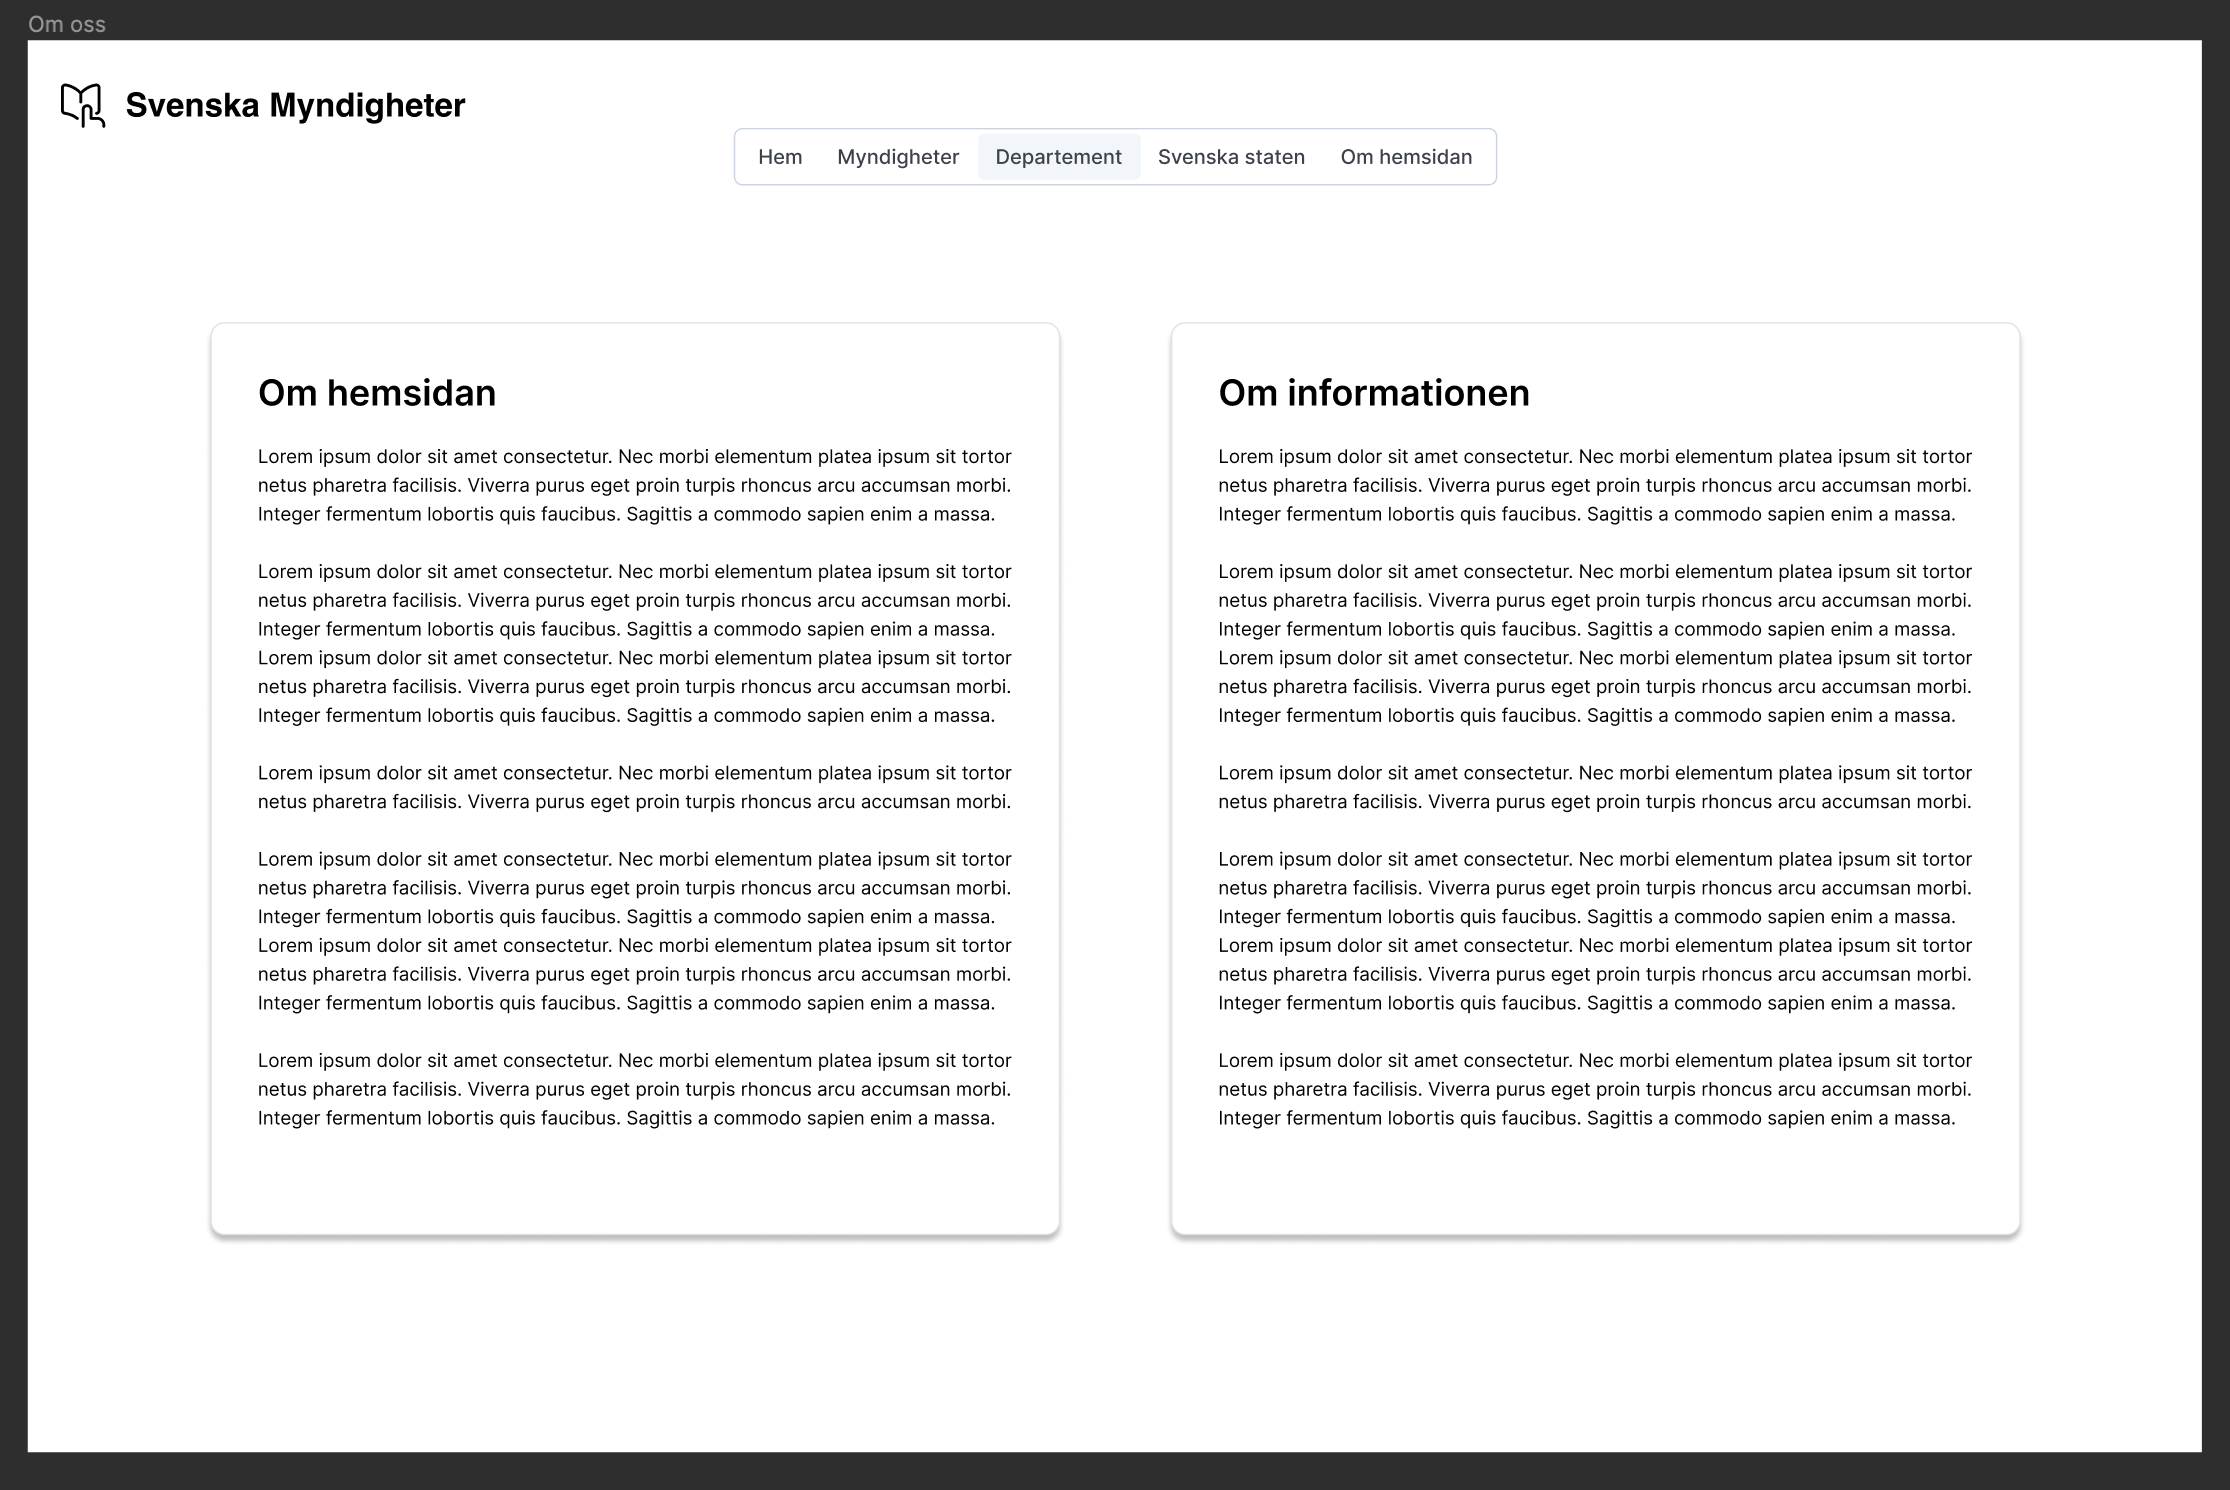 Om oss
Svenska Myndigheter
Hem Myndigheter Departement Svenska staten Om hemsidan
Om hemsidan
Lorem ipsum dolor sit amet consectetur. Nec morbi elementum platea ipsum sit tortor
netus pharetra facilisis. Viverra purus eget proin turpis rhoncus arcu accumsan morbi.
Integer fermentum lobortis quis faucibus. Sagittis a commodo sapien enim a massa.
Lorem ipsum dolor sit amet consectetur. Nec morbi elementum platea ipsum sit tortor
netus pharetra facilisis. Viverra purus eget proin turpis rhoncus arcu accumsan morbi.
Integer fermentum lobortis quis faucibus. Sagittis a commodo sapien enim a massa.
Lorem ipsum dolor sit amet consectetur. Nec morbi elementum platea ipsum sit tortor
netus pharetra facilisis. Viverra purus eget proin turpis rhoncus arcu accumsan morbi.
Integer fermentum lobortis quis faucibus. Sagittis a commodo sapien enim a massa.
Lorem ipsum dolor sit amet consectetur. Nec morbi elementum platea ipsum sit tortor
netus pharetra facilisis. Viverra purus eget proin turpis rhoncus arcu accumsan morbi.
Lorem ipsum dolor sit amet consectetur. Nec morbi elementum platea ipsum sit tortor
netus pharetra facilisis. Viverra purus eget proin turpis rhoncus arcu accumsan morbi.
Integer fermentum lobortis quis faucibus. Sagittis a commodo sapien enim a massa.
Lorem ipsum dolor sit amet consectetur. Nec morbi elementum platea ipsum sit tortor
netus pharetra facilisis. Viverra purus eget proin turpis rhoncus arcu accumsan morbi.
Integer fermentum lobortis quis faucibus. Sagittis a commodo sapien enim a massa.
Lorem ipsum dolor sit amet consectetur. Nec morbi elementum platea ipsum sit tortor
netus pharetra facilisis. Viverra purus eget proin turpis rhoncus arcu accumsan morbi.
Integer fermentum lobortis quis faucibus. Sagittis a commodo sapien enim a massa.
Om informationen
Lorem ipsum dolor sit amet consectetur. Nec morbi elementum platea ipsum sit tortor
netus pharetra facilisis. Viverra purus eget proin turpis rhoncus arcu accumsan morbi.
Integer fermentum lobortis quis faucibus. Sagittis a commodo sapien enim a massa.
Lorem ipsum dolor sit amet consectetur. Nec morbi elementum platea ipsum sit tortor
netus pharetra facilisis. Viverra purus eget proin turpis rhoncus arcu accumsan morbi.
Integer fermentum lobortis quis faucibus. Sagittis a commodo sapien enim a massa.
Lorem ipsum dolor sit amet consectetur. Nec morbi elementum platea ipsum sit tortor
netus pharetra facilisis. Viverra purus eget proin turpis rhoncus arcu accumsan morbi.
Integer fermentum lobortis quis faucibus. Sagittis a commodo sapien enim a massa.
Lorem ipsum dolor sit amet consectetur. Nec morbi elementum platea ipsum sit tortor
netus pharetra facilisis. Viverra purus eget proin turpis rhoncus arcu accumsan morbi.
Lorem ipsum dolor sit amet consectetur. Nec morbi elementum platea ipsum sit tortor
netus pharetra facilisis. Viverra purus eget proin turpis rhoncus arcu accumsan morbi.
Integer fermentum lobortis quis faucibus. Sagittis a commodo sapien enim a massa.
Lorem ipsum dolor sit amet consectetur. Nec morbi elementum platea ipsum sit tortor
netus pharetra facilisis. Viverra purus eget proin turpis rhoncus arcu accumsan morbi.
Integer fermentum lobortis quis faucibus. Sagittis a commodo sapien enim a massa.
Lorem ipsum dolor sit amet consectetur. Nec morbi elementum platea ipsum sit tortor
netus pharetra facilisis. Viverra purus eget proin turpis rhoncus arcu accumsan morbi.
Integer fermentum lobortis quis faucibus. Sagittis a commodo sapien enim a massa.